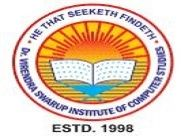 "HE THAT SEEKETH FINDETH"
Dr. VIRENDRA SWARUP INSTITUTE OF COMPUTER STUDIES
ESTD. 1998